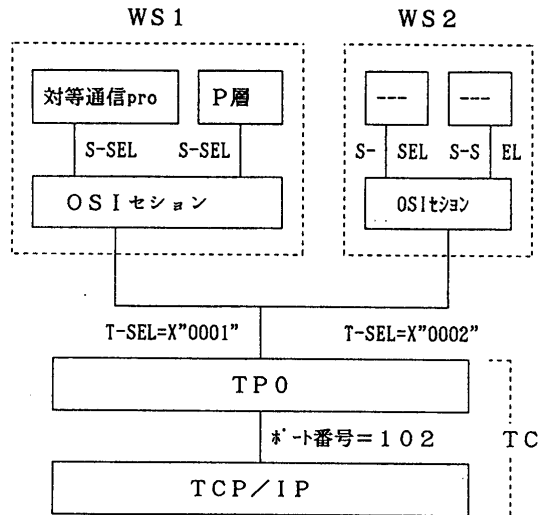 WS1
WS2
対等通信pro
P層
---
---
S-SEL
S-SEL
S-
SEL
S-S
EL
OSIセション
OSIセション
T-SEL=X"0001"
T-SEL=X"0002"
TP0
ポート番号=102
TC
TCP/IP